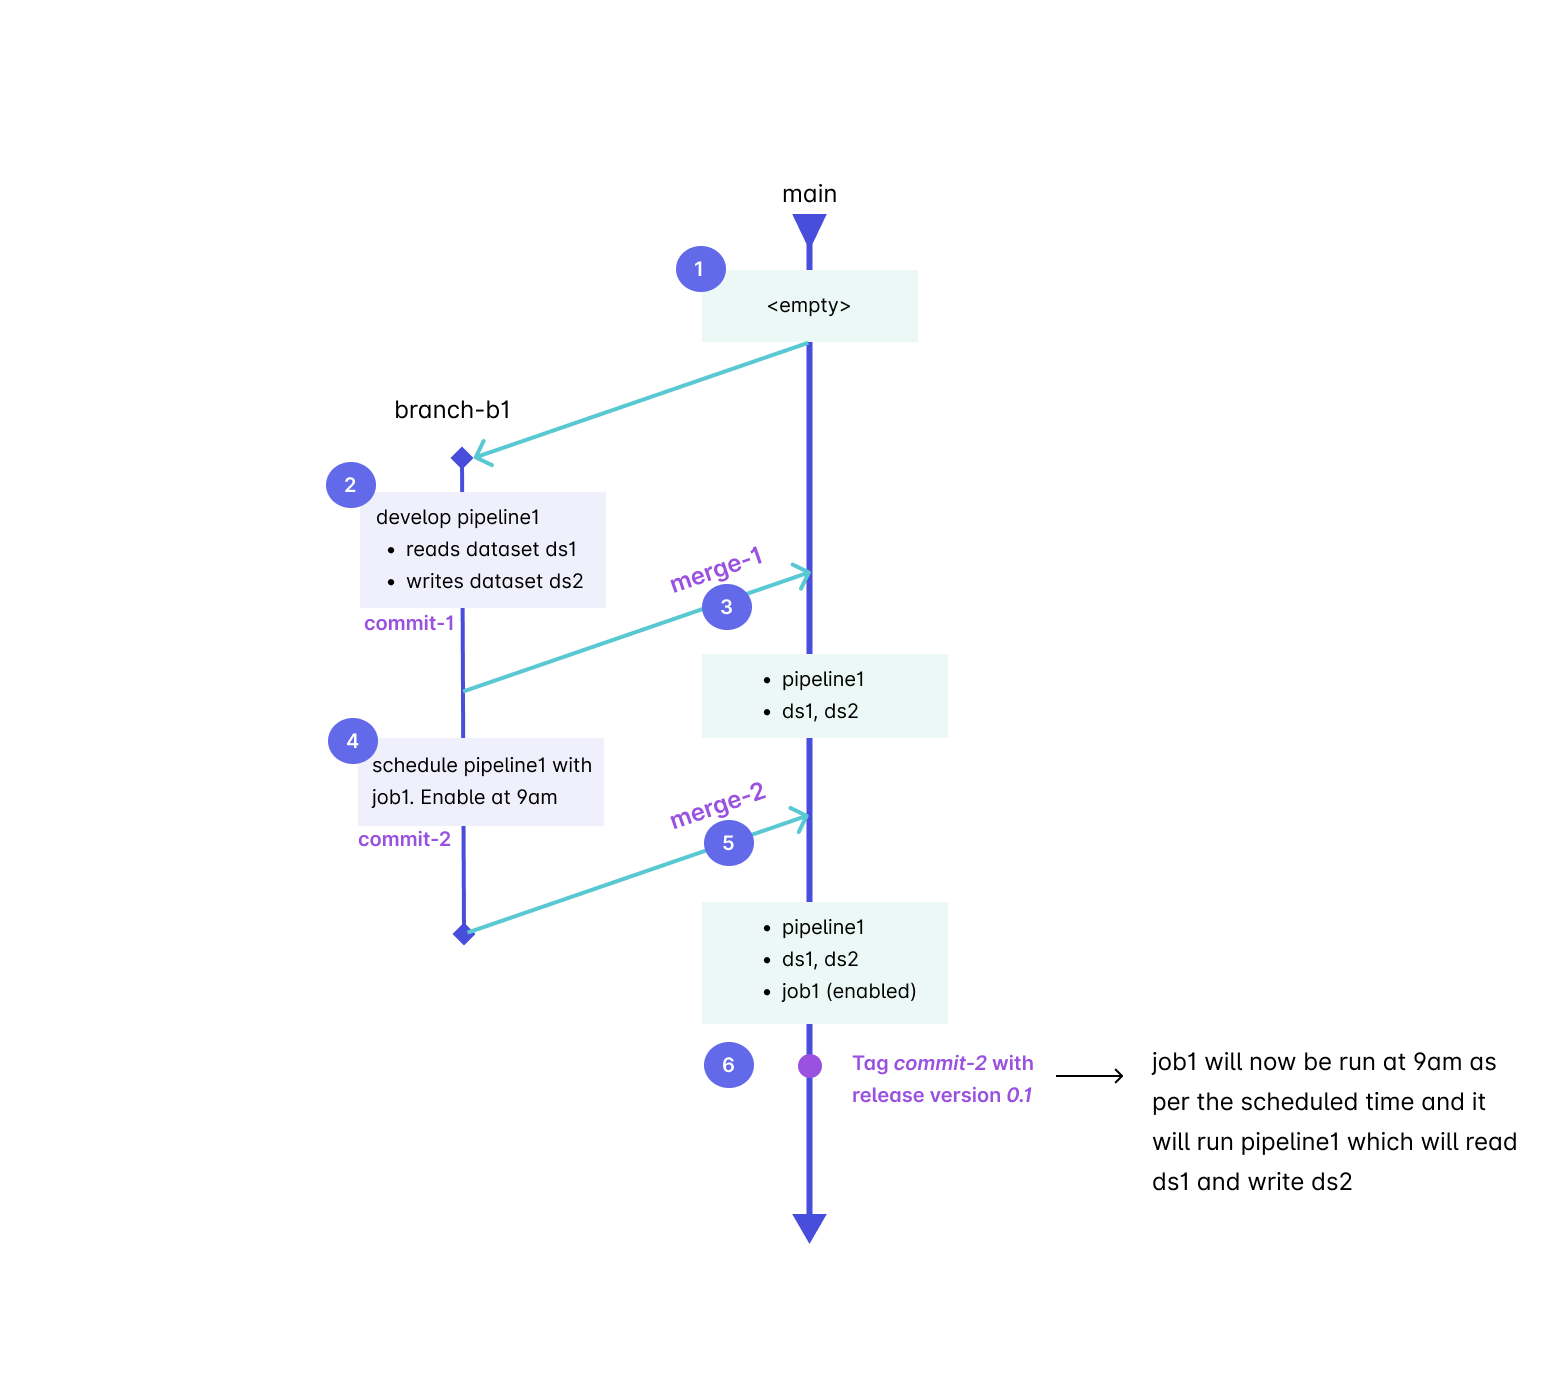 main
1
<empty>
branch-b1
2
develop pipeline1
• reads dataset ds1
• writes dataset ds2
commit-1
merge-1
3
• pipeline1
• ds1, ds2
4
schedule pipeline1 with
job1. Enable at 9am
commit-2
merge-2
5
• pipeline1
• ds1, ds2
• job1 (enabled)
6
Tag commit-2 with
release version 0.1
job1 will now be run at 9am as
per the scheduled time and it
will run pipeline1 which will read
ds1 and write ds2